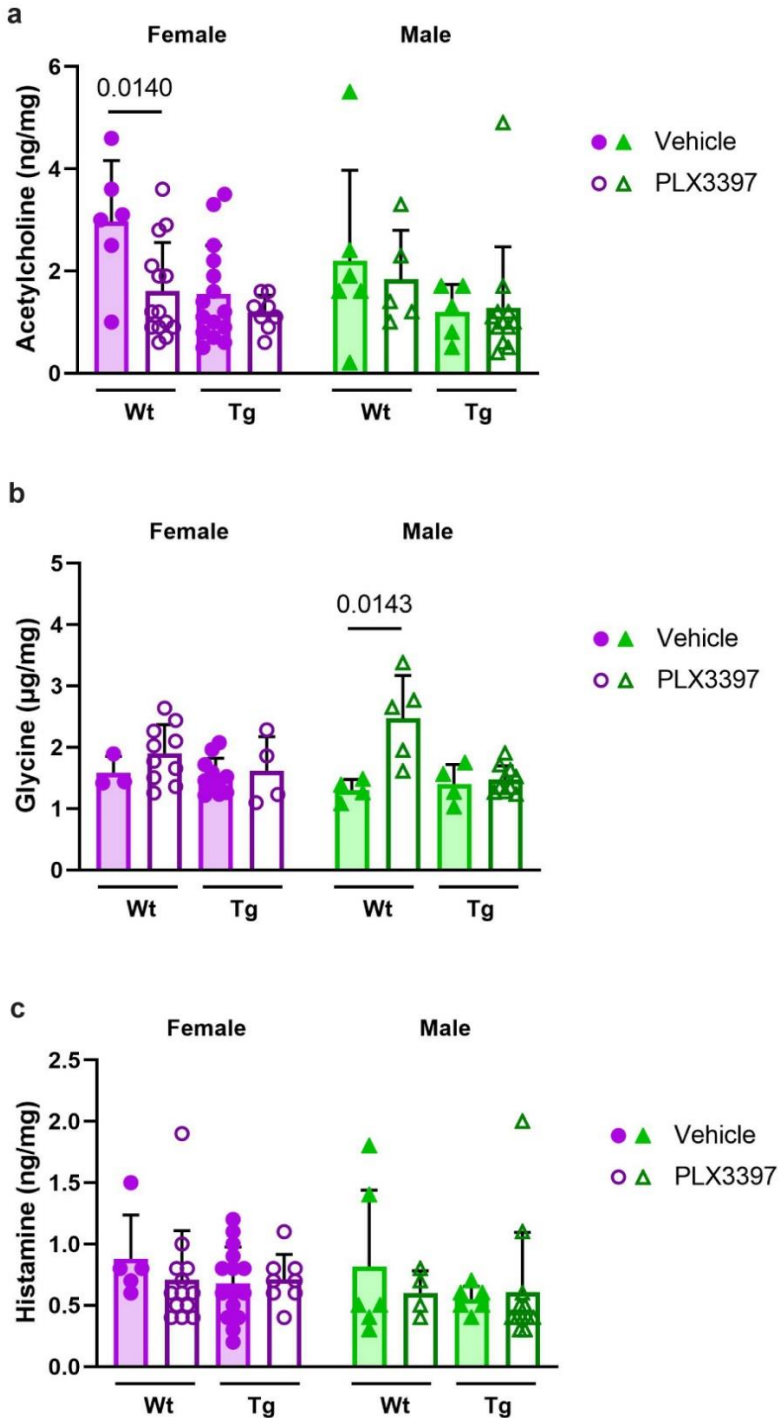 a
Female Male
0.0140
Acetylcholine (ng/mg)
6
4
2
0
Vehicle
PLX3397
Wt Tg Wt Tg
b
Female Male
0.0143
Glycine (µg/mg)
5
4
3
2
1
0
Vehicle
PLX3397
Wt Tg Wt Tg
c
Female Male
Histamine (ng/mg)
2.5
2.0
1.5
1.0
0.5
0.0
Vehicle
PLX3397
Wt Tg Wt Tg